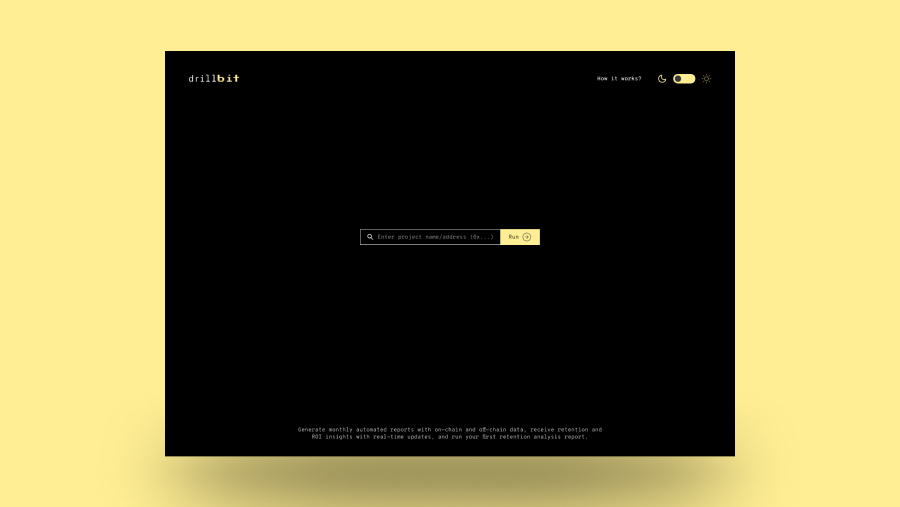 drillbit
How it works?
Enter project name/address (0x...)
Run
Generate monthly automated reports with on-chain and off-chain data, receive retention and
ROI insights with real-time updates, and run your first retention analysis report.